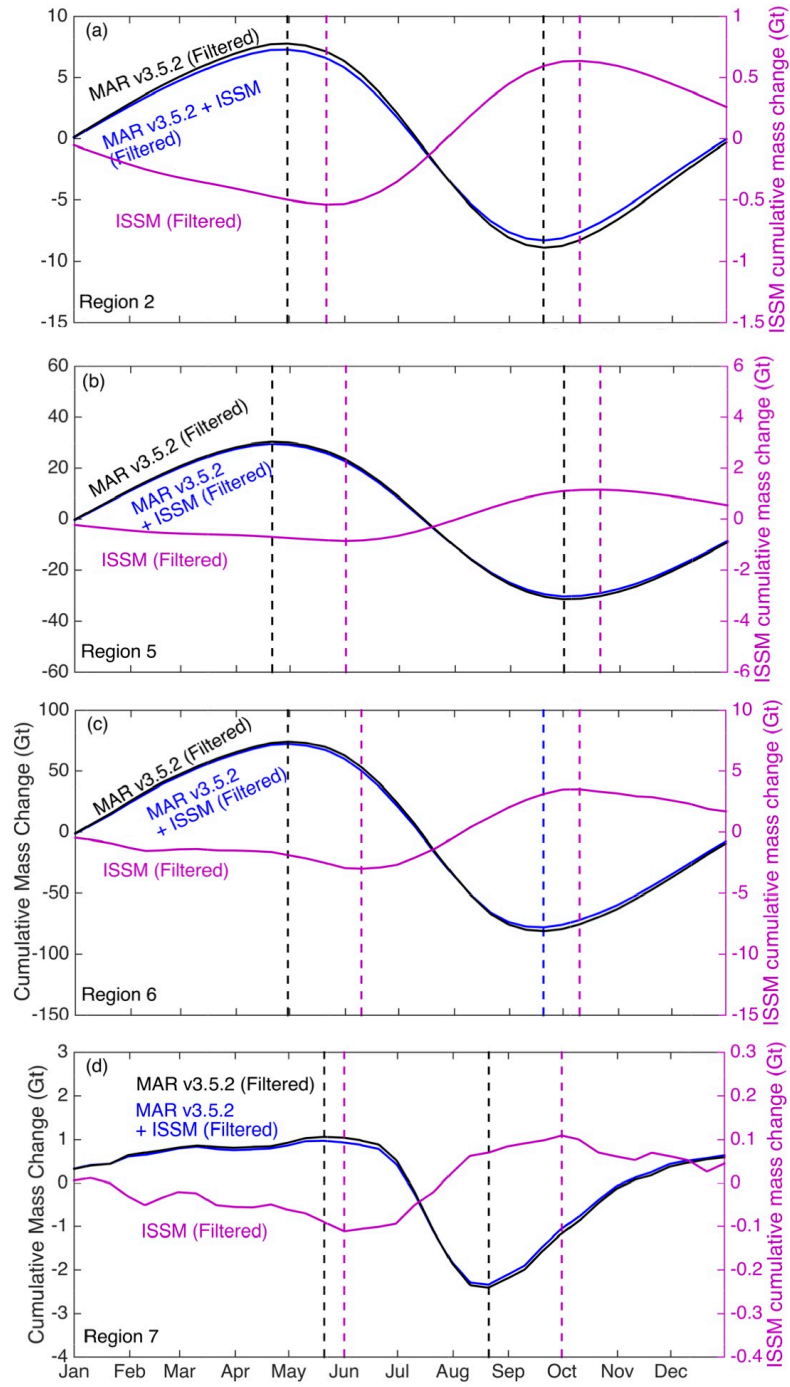 (a)
MAR v3.5.2 (Filtered)
MAR v3.5.2 + ISSM
(Filtered)
ISSM (Filtered)
Region 2
10
5
0
-5
-10
-15
1
0.5
0
-0.5
-1
-1.5
ISSM cumulative mass change (Gt)
(b)
MAR v3.5.2 (Filtered)
MAR v3.5.2
+ ISSM (Filtered)
ISSM (Filtered)
Region 5
60
40
20
0
-20
-40
-60
6
4
2
0
-2
-4
-6
ISSM cumulative mass change (Gt)
(c)
MAR v3.5.2 (Filtered)
MAR v3.5.2
+ ISSM (Filtered)
ISSM (Filtered)
Region 6
Cumulative Mass Change (Gt)
100
50
0
-50
-100
-150
10
5
0
-5
-10
-15
ISSM cumulative mass change (Gt)
(d)
MAR v3.5.2 (Filtered)
MAR v3.5.2
+ ISSM (Filtered)
ISSM (Filtered)
Region 7
Cumulative Mass Change (Gt)
3
2
1
0
-1
-2
-3
-4
0.3
0.2
0.1
0
-0.1
-0.2
-0.3
-0.4
ISSM cumulative mass change (Gt)
Jan Feb Mar Apr May Jun Jul Aug Sep Oct Nov Dec